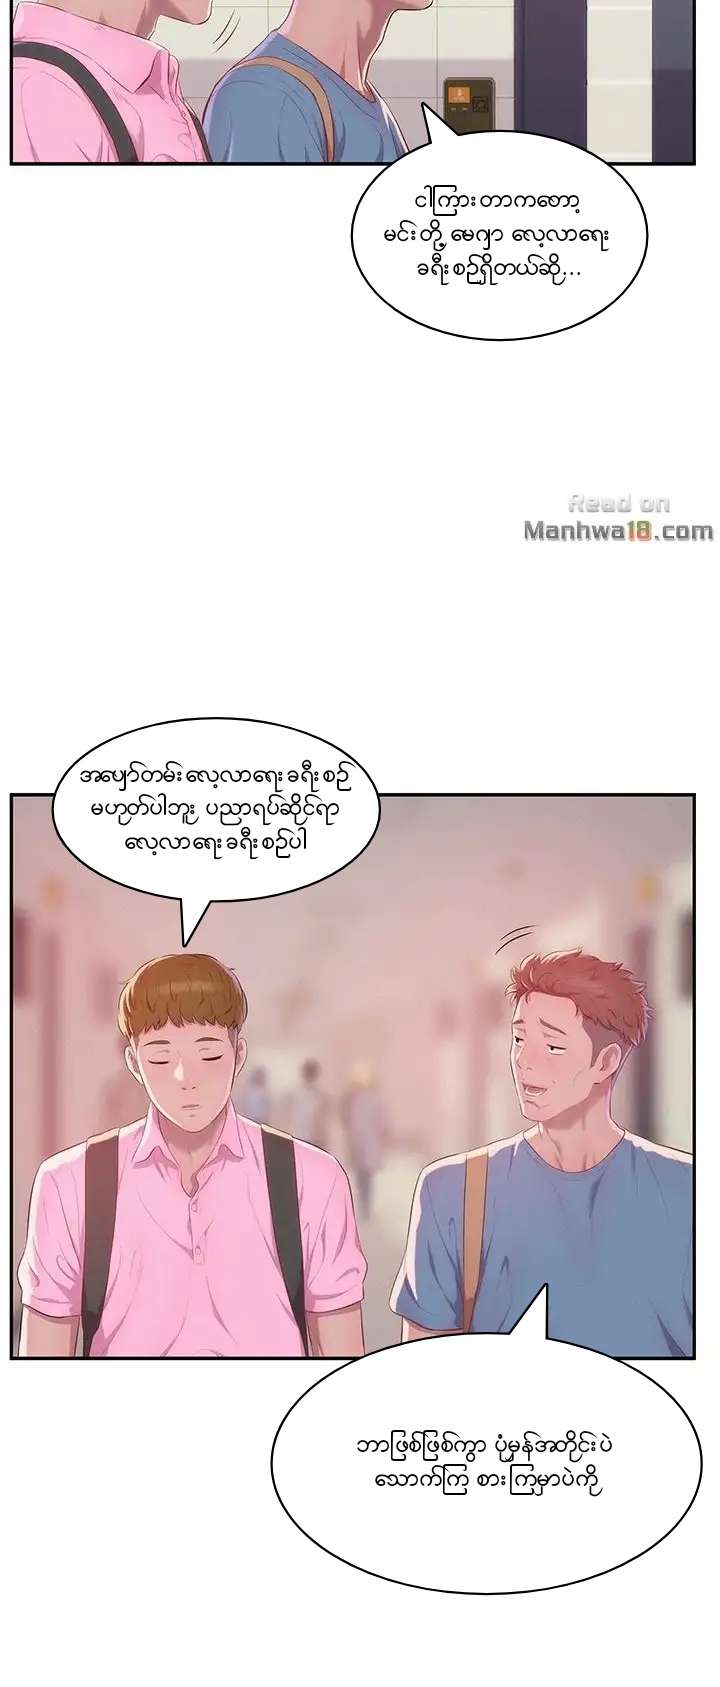 ငါကြားတာကတော့
မင်းတို့ မေဂျာ လေ့လာရေး
ခရီးစဉ်ရှိတယ်ဆို...
Read on
Manhwa18.com
အပျော်တမ်းလေ့လာရေးခရီးစဉ်
မဟုတ်ပါဘူး ပညာရပ်ဆိုင်ရာ
လေ့လာရေးခရီးစဉ်ပါ
ဘာဖြစ်ဖြစ်ကွာ ပုံမှန်အတိုင်းပဲ
သောက်ကြ စားကြမှာပဲကို